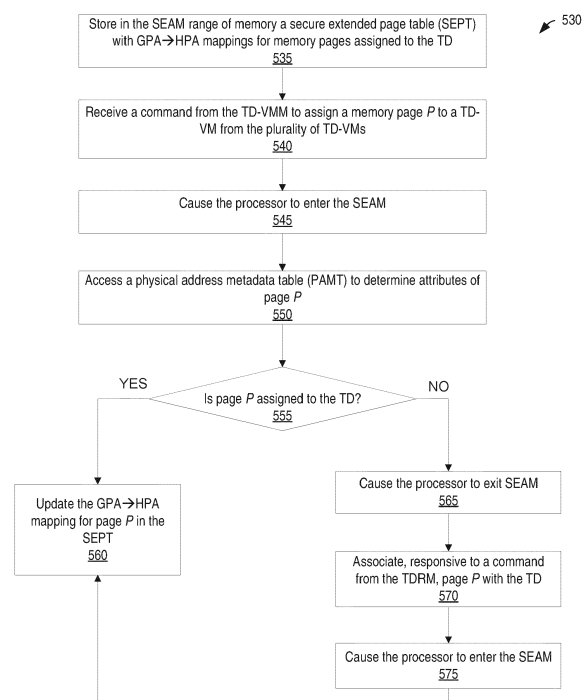 530
Store in the SEAM range of memory a secure extended page table (SEPT)
with GPA→HPA mappings for memory pages assigned to the TD
535
Receive a command from the TD-VMM to assign a memory page P to a TD-
VM from the plurality of TD-VMs
540
Cause the processor to enter the SEAM
545
Access a physical address metadata table (PAMT) to determine attributes of
page P
550
YES
NO
Is page P assigned to the TD?
555
Update the GPA→HPA
mapping for page P in the
SEPT
560
Cause the processor to exit SEAM
565
Associate, responsive to a command
from the TDRM, page P with the TD
570
Cause the processor to enter the SEAM
575